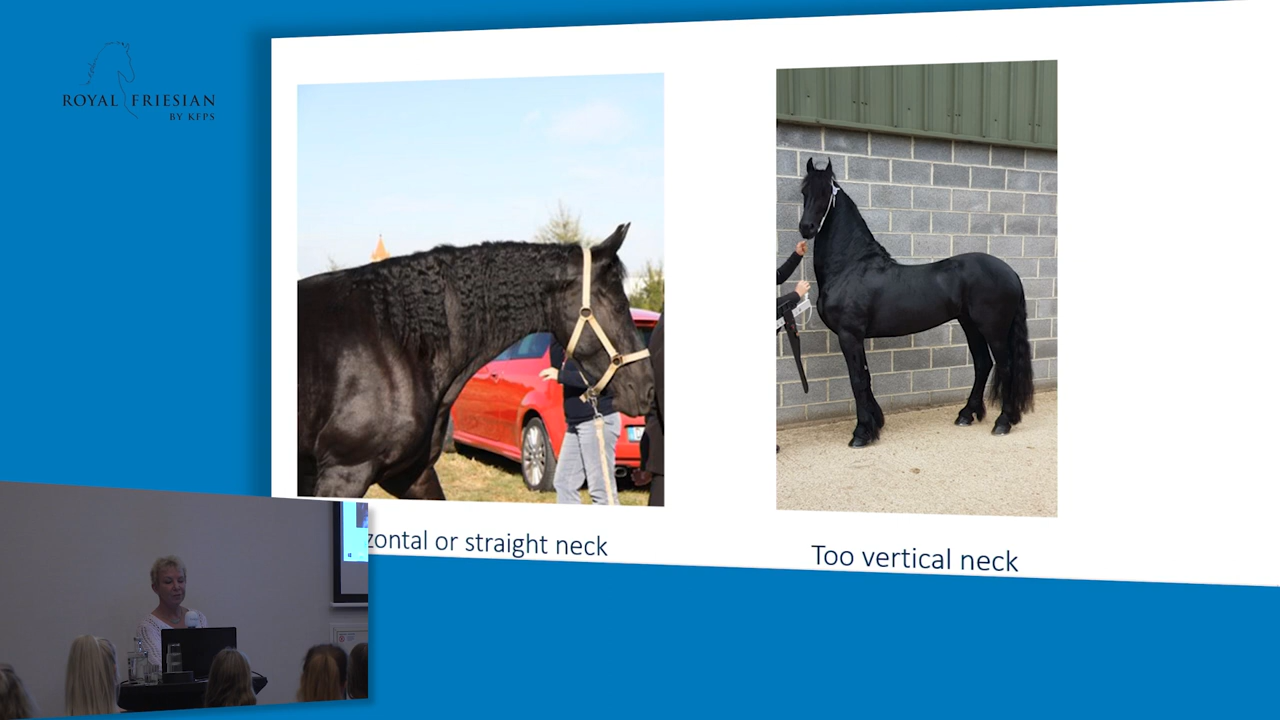 ROYAL FRIESIAN
BY KFPS
zontal or straight neck
Too vertical neck